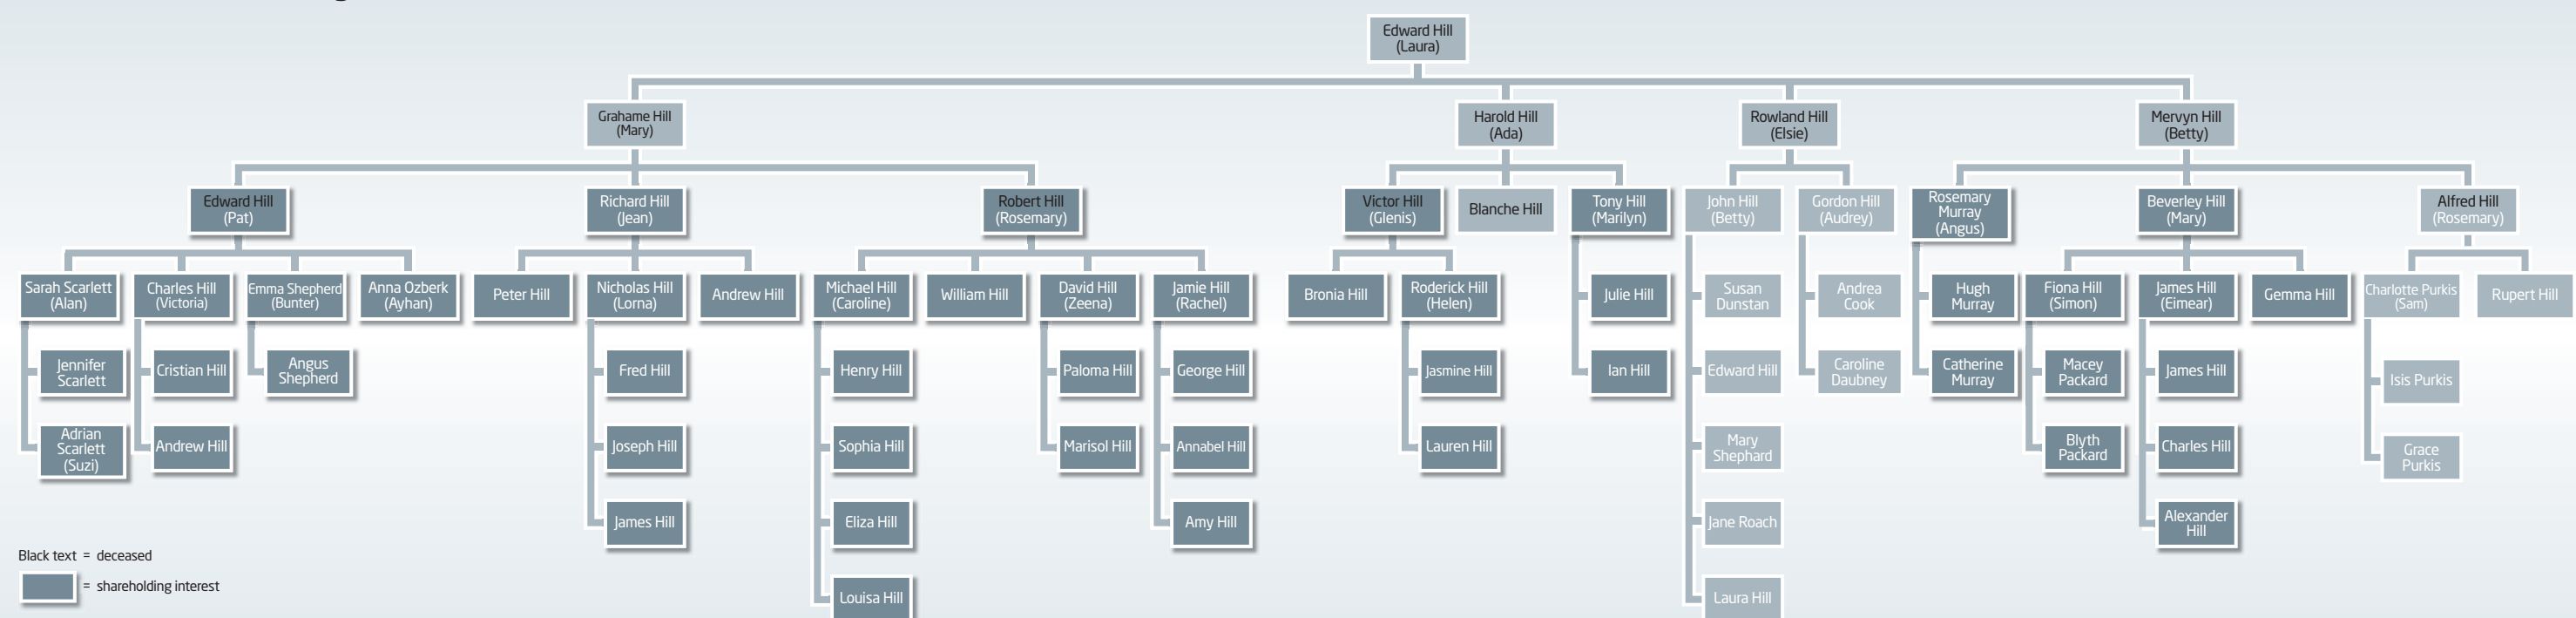 Edward Hill
(Laura)
Grahame Hill
(Mary)
Harold Hill
(Ada)
Rowland Hill
(Elsie)
Mervyn Hill
(Betty)
Edward Hill
(Pat)
Richard Hill
(Jean)
Robert Hill
(Rosemary)
Victor Hill
(Glenis)
Blanche Hill
Tony Hill
(Marilyn)
John Hill
(Betty)
Gordon Hill
(Audrey)
Rosemary
Murray
(Angus)
Beverley Hill
(Mary)
Alfred Hill
(Rosemary)
Sarah Scarlett
(Alan)
Charles Hill
(Victoria)
Emma Shepherd
(Bunter)
Anna Ozberk
(Ayhan)
Peter Hill
Nicholas Hill
(Lorna)
Andrew Hill
Michael Hill
(Caroline)
William Hill
David Hill
(Zeena)
Jamie Hill
(Rachel)
Bronia Hill
Roderick Hill
(Helen)
Julie Hill
Susan
Dunstan
Andrea
Cook
Hugh
Murray
Fiona Hill
(Simon)
James Hill
(Eimear)
Gemma Hill
Charlotte Purkis
(Sam)
Rupert Hill
Jennifer
Scarlett
Cristian Hill
Angus
Shepherd
Fred Hill
Henry Hill
Paloma Hill
George Hill
Jasmine Hill
Ian Hill
Edward Hill
Caroline
Daubney
Catherine
Murray
Macey
Packard
James Hill
Isis Purkis
Adrian
Scarlett
(Suzi)
Andrew Hill
Joseph Hill
Sophia Hill
Marisol Hill
Annabel Hill
Lauren Hill
Mary
Shephard
Blyth
Packard
Charles Hill
Grace
Purkis
James Hill
Eliza Hill
Amy Hill
Jane Roach
Alexander
Hill
Louisa Hill
Laura Hill
Black text = deceased
= shareholding interest